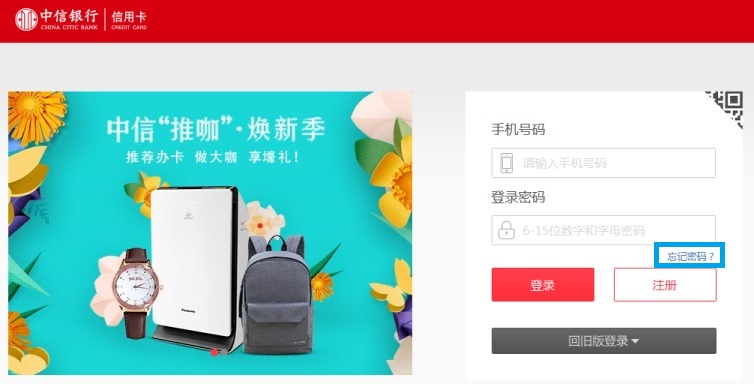 中信银行 信用卡
CHINA CITIC BANK CREDIT CARD
中信“推咖”·焕新季
推荐办卡 做大咖 享壕礼！
Panasonic
手机号码
请输入手机号码
登录密码
6-15位数字和字母密码
忘记密码？
登录 注册
回旧版登录